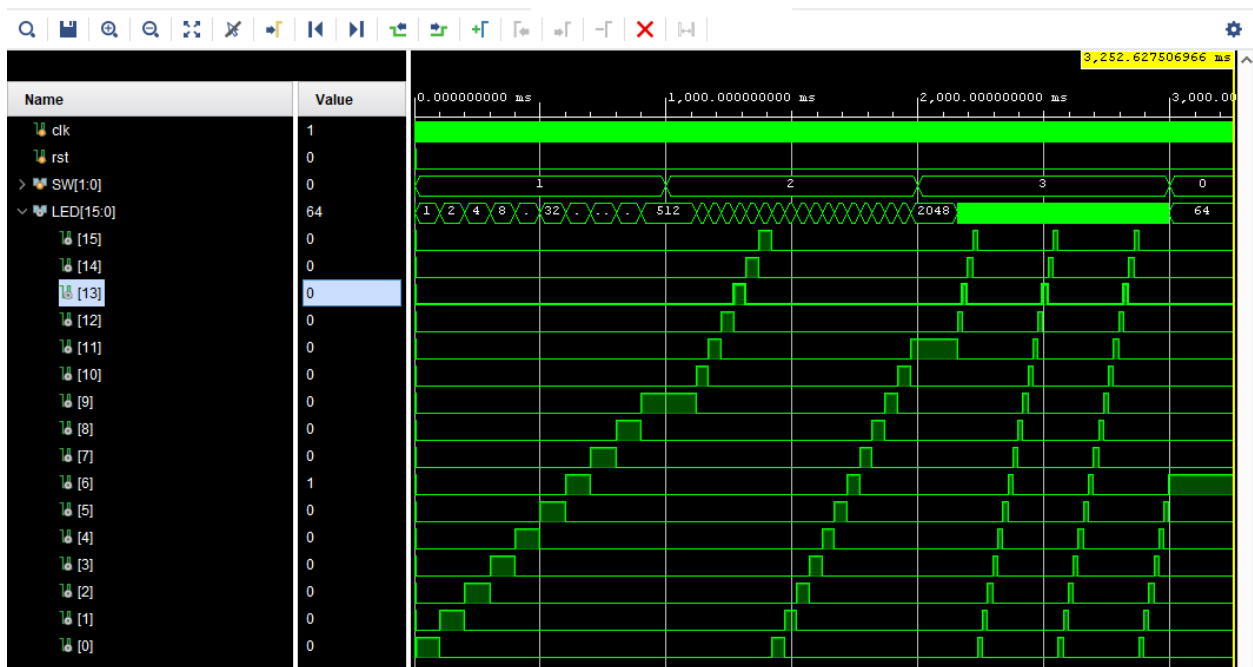 3,252.627506966 ms
Name Value 0.000000000 ms 1,000.000000000 ms 2,000.000000000 ms 3,000.00
clk 1
rst 0
SW[1:0] 0 1 2 3 0
LED[15:0] 64 1 2 4 8 . 32 . .. . 512 2048 64
[15] 0
[14] 0
[13] 0
[12] 0
[11] 0
[10] 0
[9] 0
[8] 0
[7] 0
[6] 1
[5] 0
[4] 0
[3] 0
[2] 0
[1] 0
[0] 0